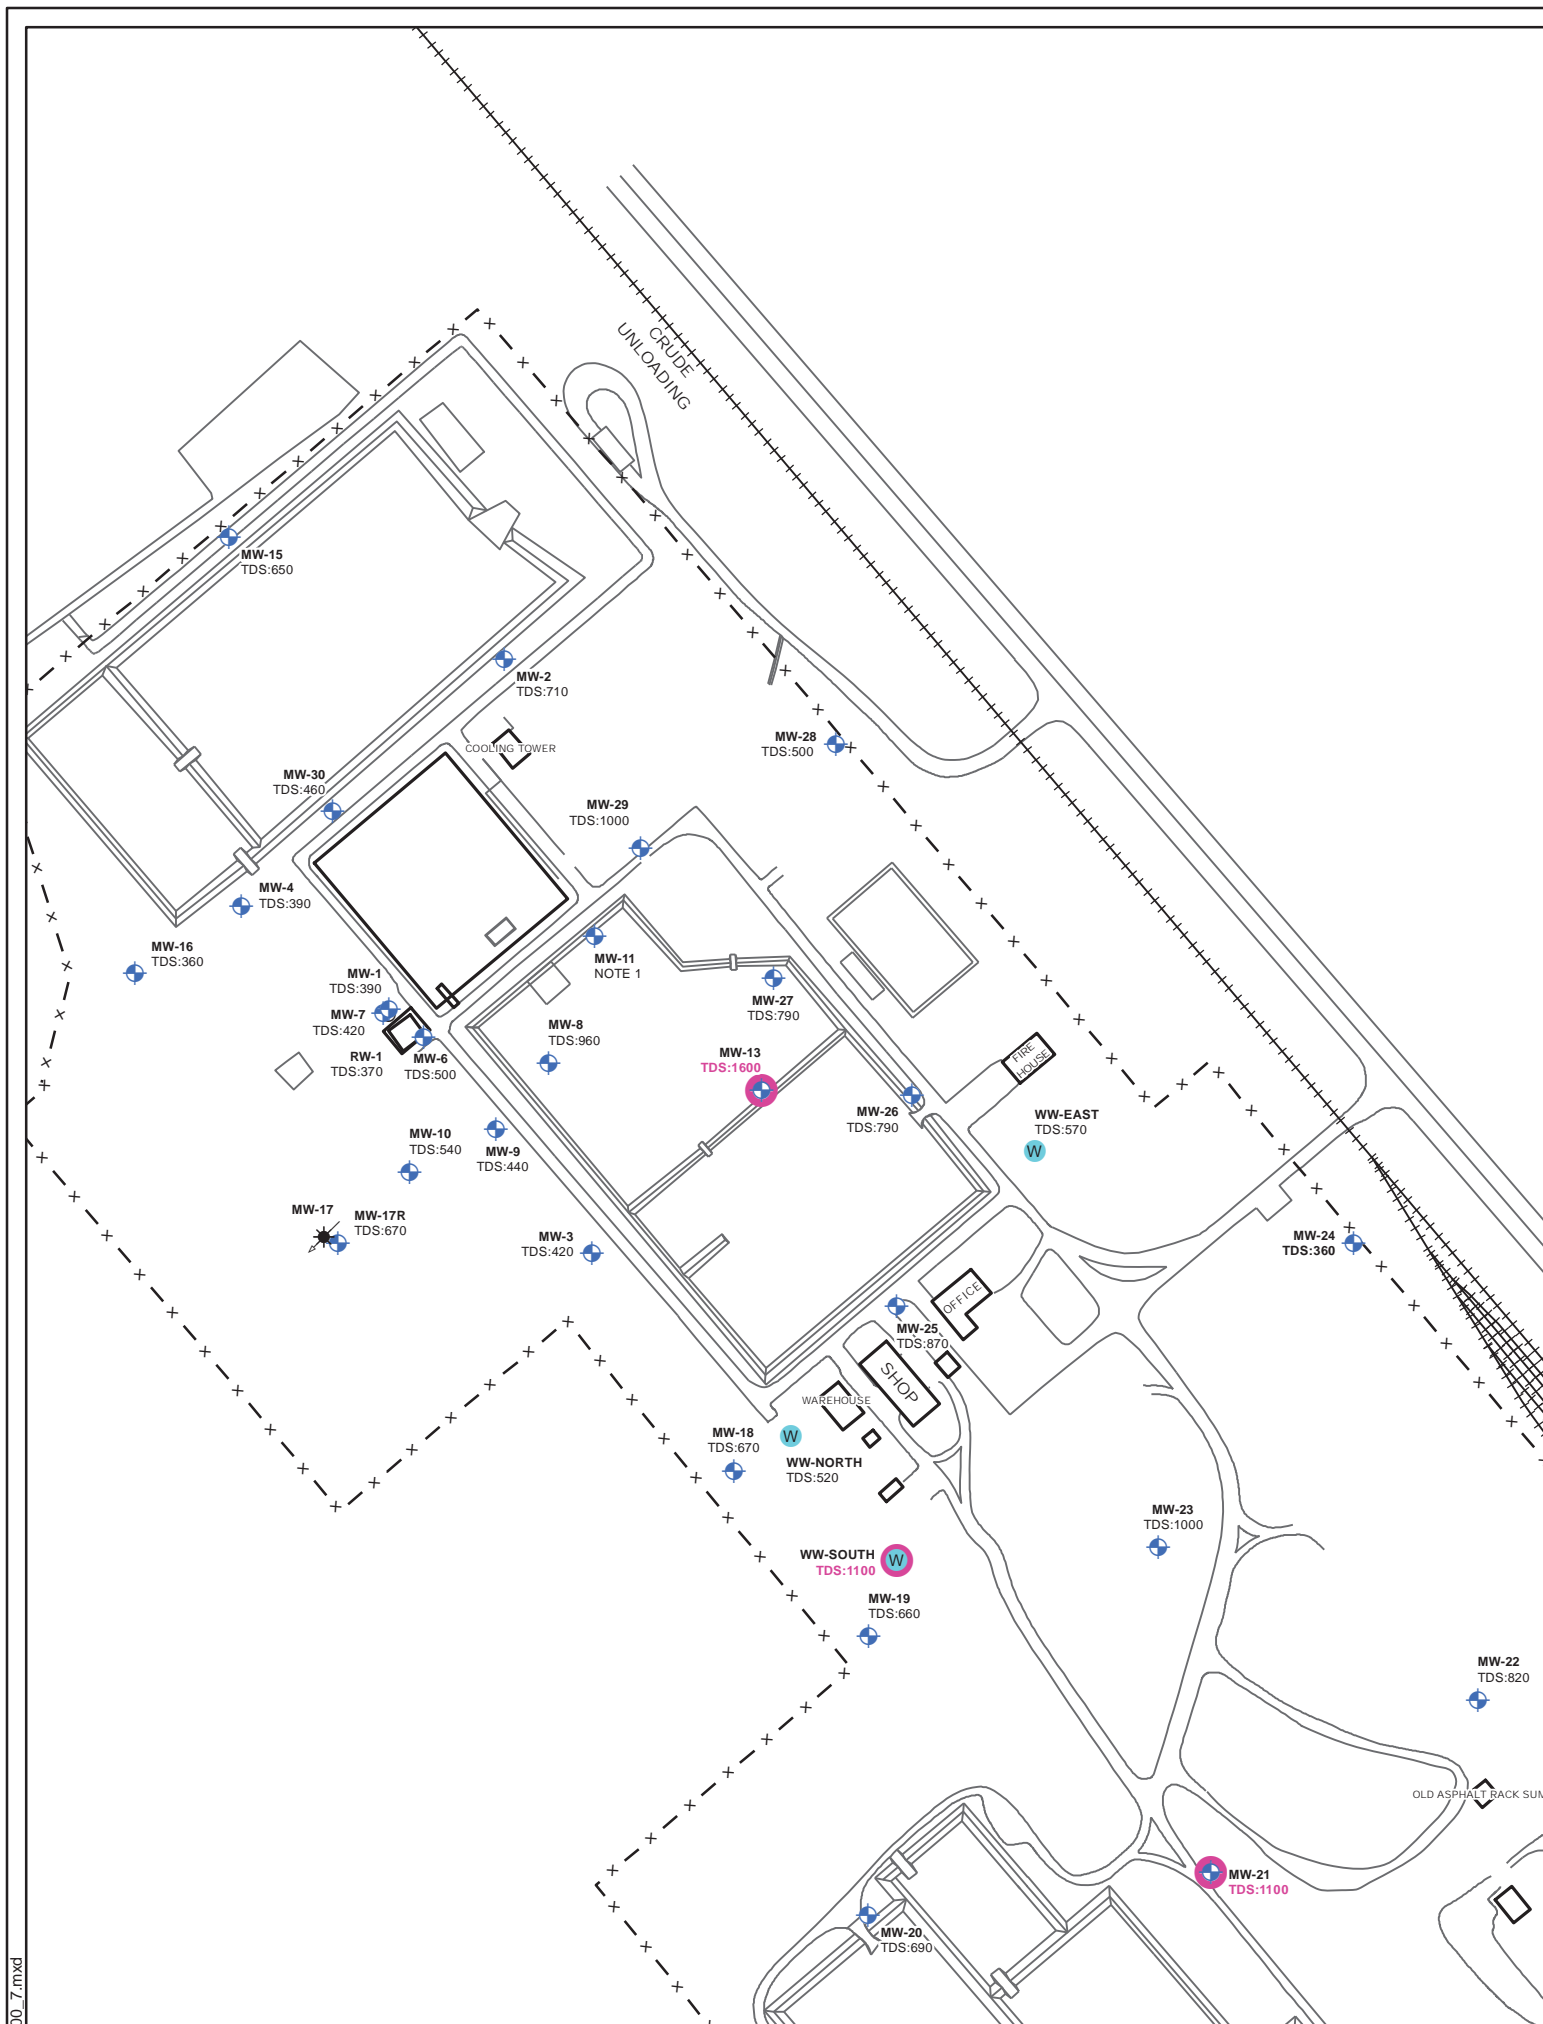 CRUDE
UNLOADING
MW-15
TDS:650
MW-2
TDS:710
COOLING TOWER
MW-28
TDS:500
MW-30
TDS:460
MW-29
TDS:1000
MW-4
TDS:390
MW-16
TDS:360
MW-11
NOTE 1
MW-1
TDS:390
MW-7
TDS:420
RW-1
TDS:370
MW-6
TDS:500
MW-8
TDS:960
MW-27
TDS:790
MW-13
TDS:1600
FIRE
HOUSE
MW-26
TDS:790
WW-EAST
TDS:570
W
MW-10
TDS:540
MW-9
TDS:440
MW-17
MW-17R
TDS:670
MW-3
TDS:420
MW-24
TDS:360
OFFICE
MW-25
TDS:870
SHOP
WAREHOUSE
MW-18
TDS:670
W
WW-NORTH
TDS:520
MW-23
TDS:1000
WW-SOUTH
TDS:1100
W
MW-19
TDS:660
MW-22
TDS:820
OLD ASPHALT RACK SUM
MW-21
TDS:1100
MW-20
TDS:690
00_7.mxd